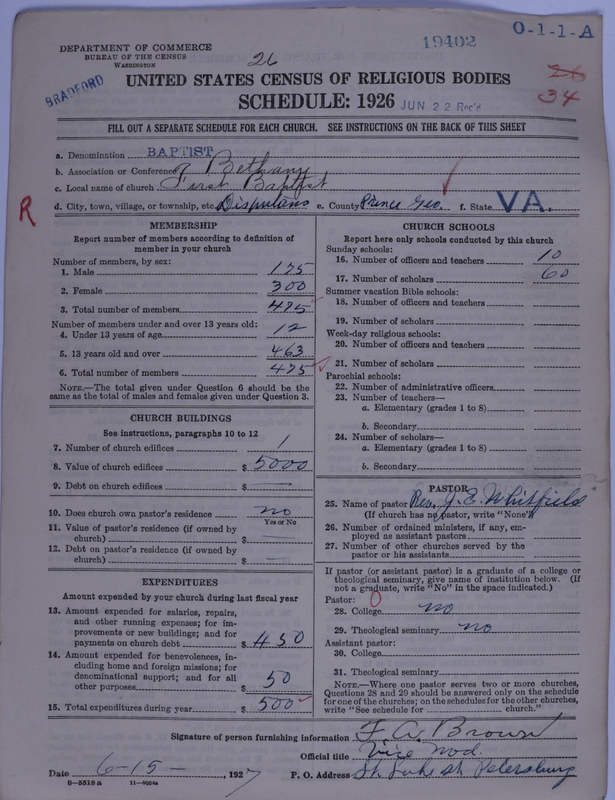 DEPARTMENT OF COMMERCE
BUREAU OF THE CENSUS
WASHINGTON
26
19402
O-1-1-A
BRADFORD
UNITED STATES CENSUS OF RELIGIOUS BODIES
26
34
SCHEDULE: 1926
JUN 22 Rec'd
FILL OUT A SEPARATE SCHEDULE FOR EACH CHURCH. SEE INSTRUCTIONS ON THE BACK OF THIS SHEET
a. Denomination BAPTIST
b. Association or Conference Bethany
c. Local name of church First Baptist
R
d. City, town, village, or township, etc. Disputans e. County Prince Geo. f. State VA.
MEMBERSHIP
Report number of members according to definition of
member in your church
Number of members, by sex:
1. Male 175
2. Female 300
3. Total number of members 475
Number of members under and over 13 years old:
4. Under 13 years of age 12
5. 13 years old and over 463
6. Total number of members 475
NOTE.—The total given under Question 6 should be the
same as the total of males and females given under Question 3.
CHURCH BUILDINGS
See instructions, paragraphs 10 to 12
7. Number of church edifices 1
8. Value of church edifices $ 5000
9. Debt on church edifices $ —
10. Does church own pastor's residence no
Yes or No
11. Value of pastor's residence (if owned by
church) $ —
12. Debt on pastor's residence (if owned by
church) $ —
EXPENDITURES
Amount expended by your church during last fiscal year
13. Amount expended for salaries, repairs,
and other running expenses; for im-
provements or new buildings; and for
payments on church debt $ 450
14. Amount expended for benevolences, in-
cluding home and foreign missions; for
denominational support; and for all
other purposes $ 50
15. Total expenditures during year $ 500
CHURCH SCHOOLS
Report here only schools conducted by this church
Sunday schools:
16. Number of officers and teachers 10
17. Number of scholars 60
Summer vacation Bible schools:
18. Number of officers and teachers
19. Number of scholars
Week-day religious schools:
20. Number of officers and teachers
21. Number of scholars
Parochial schools:
22. Number of administrative officers
23. Number of teachers—
a. Elementary (grades 1 to 8)
b. Secondary
24. Number of scholars—
a. Elementary (grades 1 to 8)
b. Secondary
PASTOR
25. Name of pastor Rev. J. E. Whitfield
(If church has no pastor, write "None")
26. Number of ordained ministers, if any, em-
ployed as assistant pastors
27. Number of other churches served by the
pastor or his assistants
If pastor (or assistant pastor) is a graduate of a college or
theological seminary, give name of institution below. (If
not a graduate, write "No" in the space indicated.)
Pastor: 0
28. College no
29. Theological seminary no
Assistant pastor:
30. College
31. Theological seminary
NOTE.—Where one pastor serves two or more churches,
Questions 28 and 29 should be answered only on the schedule
for one of the churches; on the schedules for the other churches,
write "See schedule for church."
Signature of person furnishing information F. A. Brown
Official title Vice Mod.
Date 6-15- , 1927 P. O. Address St. Luke St. Petersburg
8-5518 a